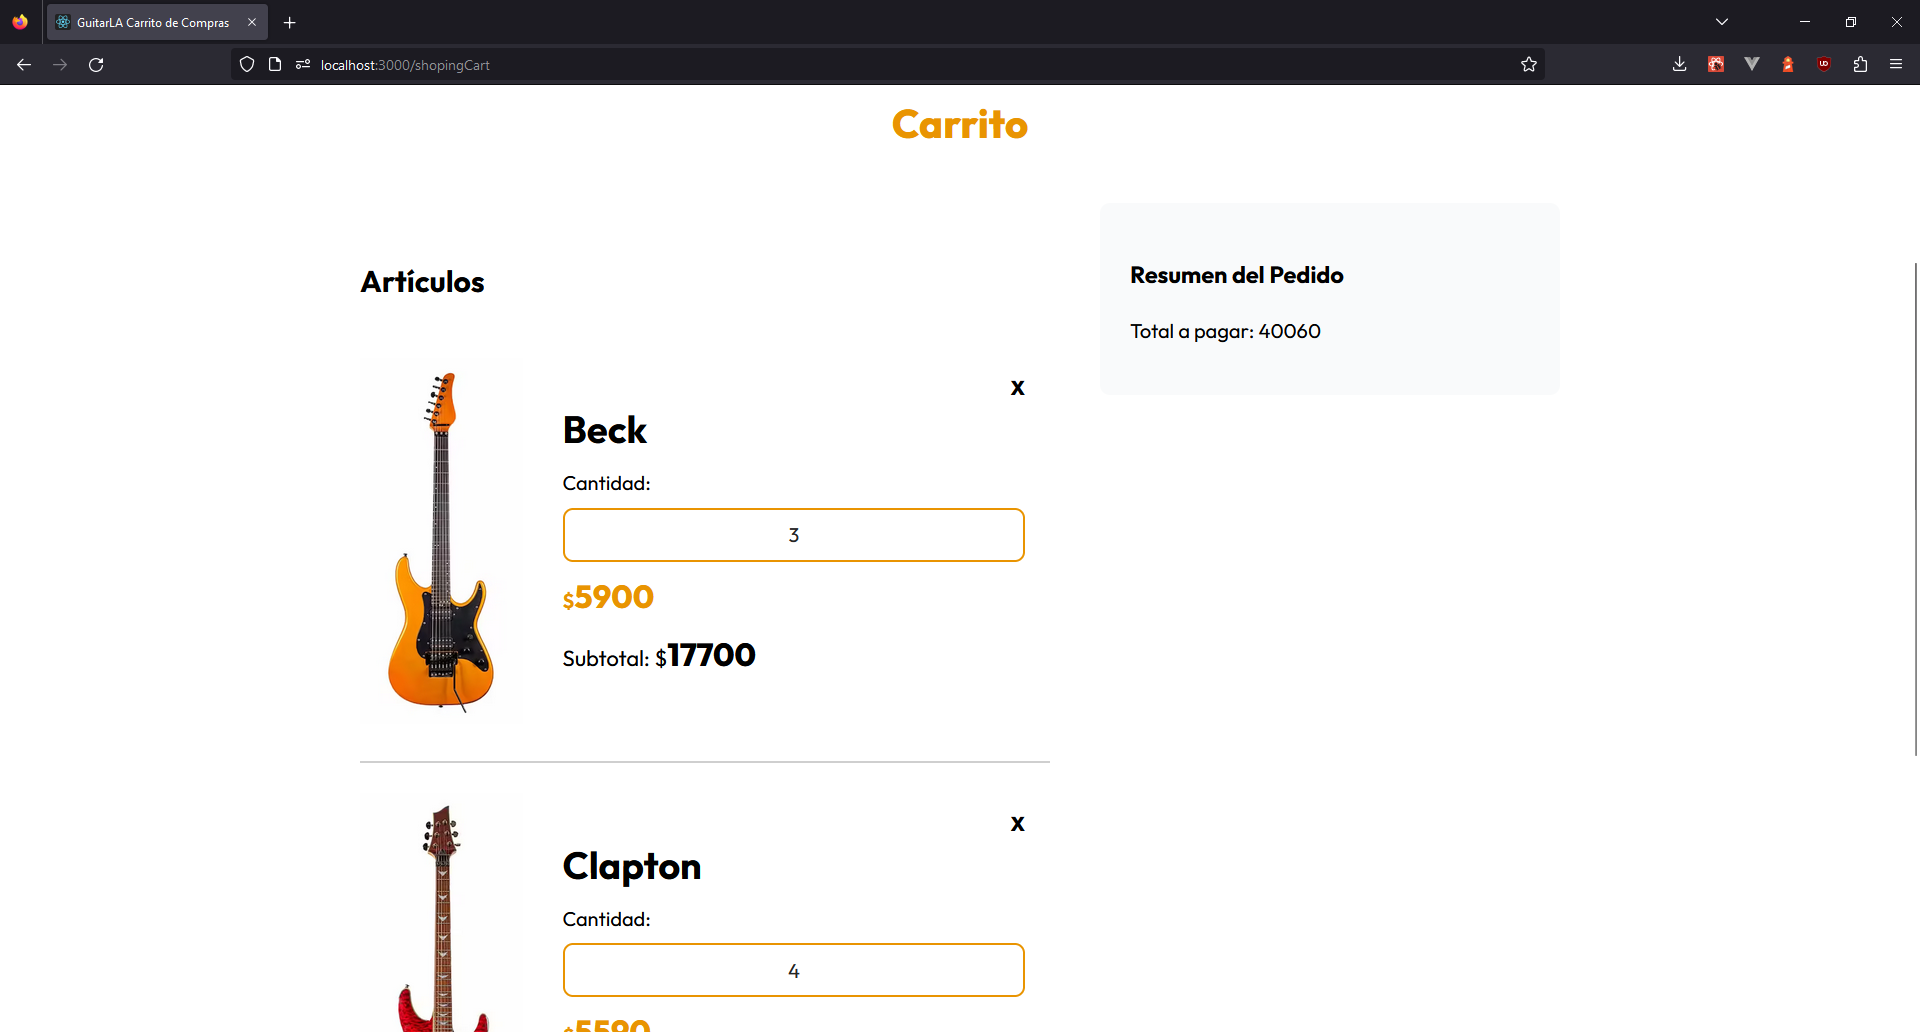 GuitarLA Carrito de Compras
localhost:3000/shopingCart
Carrito
Artículos
Resumen del Pedido
Total a pagar: 40060
x
Beck
Cantidad:
3
$5900
Subtotal: $17700
x
Clapton
Cantidad:
4
$5590